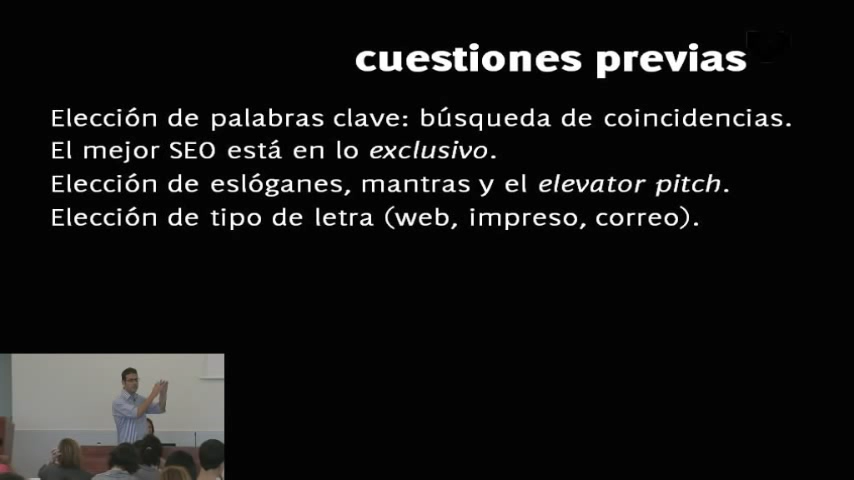 cuestiones previas
Elección de palabras clave: búsqueda de coincidencias.
El mejor SEO está en lo exclusivo.
Elección de eslóganes, mantras y el elevator pitch.
Elección de tipo de letra (web, impreso, correo).